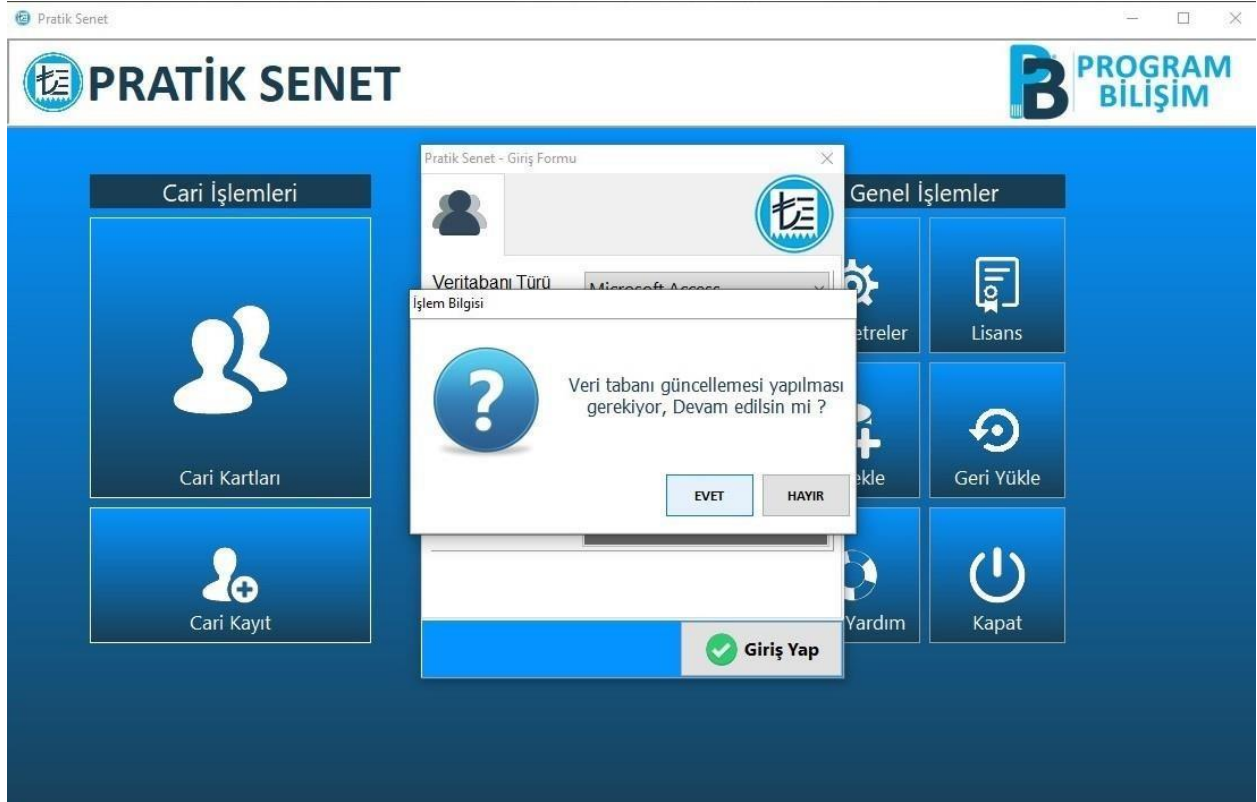 Pratik Senet
PRATİK SENET
PROGRAM
BİLİŞİM
Cari İşlemleri
Cari Kartları
Cari Kayıt
Pratik Senet - Giriş Formu
Veritabanı Türü
Microsoft Access
İşlem Bilgisi
Veri tabanı güncellemesi yapılması
gerekiyor, Devam edilsin mi ?
EVET
HAYIR
Giriş Yap
Genel İşlemler
Lisans
Geri Yükle
Yardım
Kapat